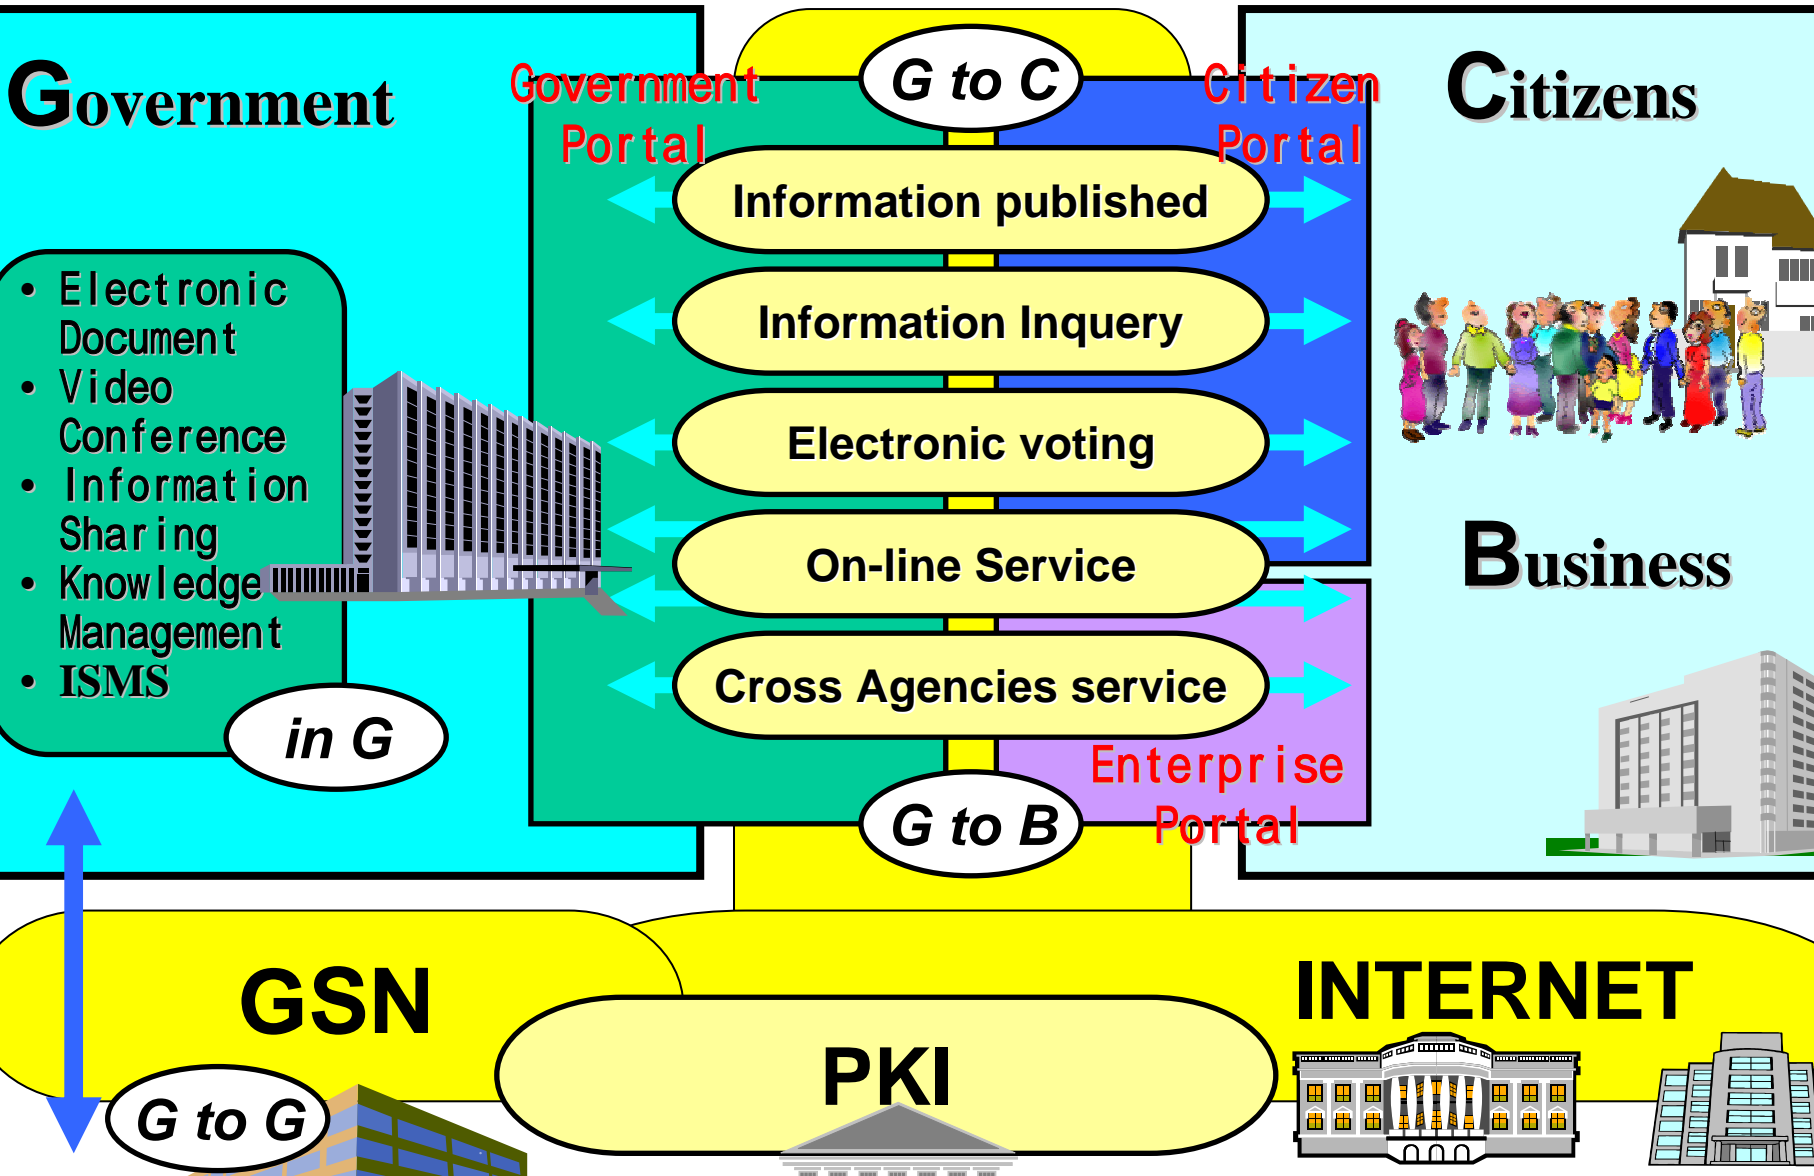 Government
Government
Portal
G to C
Citizen
Portal
Citizens
Information published
• Electronic
Document
• Video
Conference
• Information
Sharing
• Knowledge
Management
• ISMS
in G
Information Inquery
Electronic voting
On-line Service
Cross Agencies service
Business
Enterprise
Portal
G to B
GSN
INTERNET
PKI
G to G